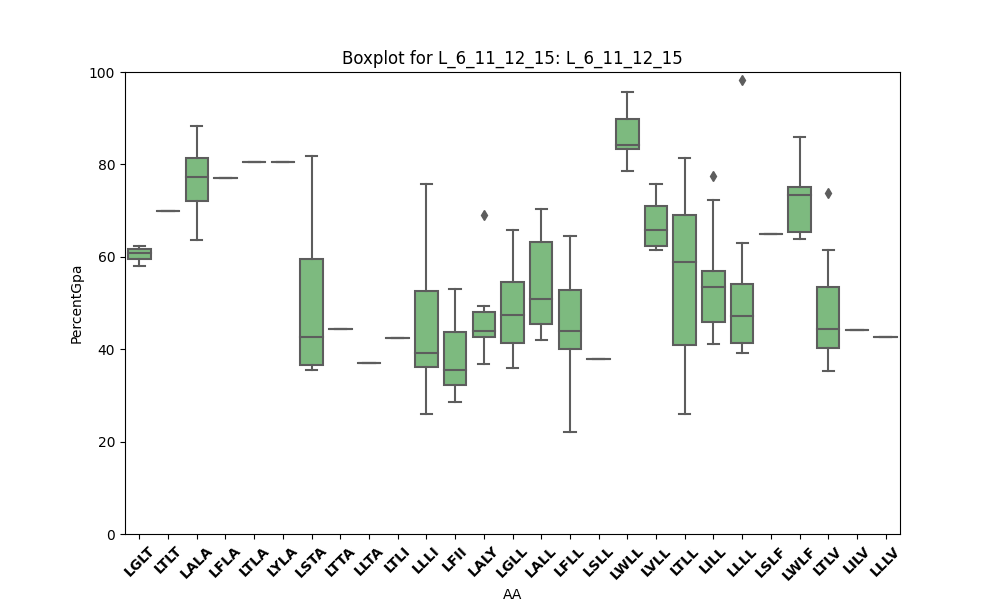 Boxplot for L_6_11_12_15: L_6_11_12_15
100
80
60
40
20
0
PercentGpa
LGLT LTLT LALA LFLA LTLA LYLA LSTA LTTA LLTA LTLI LLLI LFII LALY LGLL LALL LFLL LSLL LWLL LVLL LTLL LILL LLLL LSLF LWLF LTLV LILV LLLV
AA